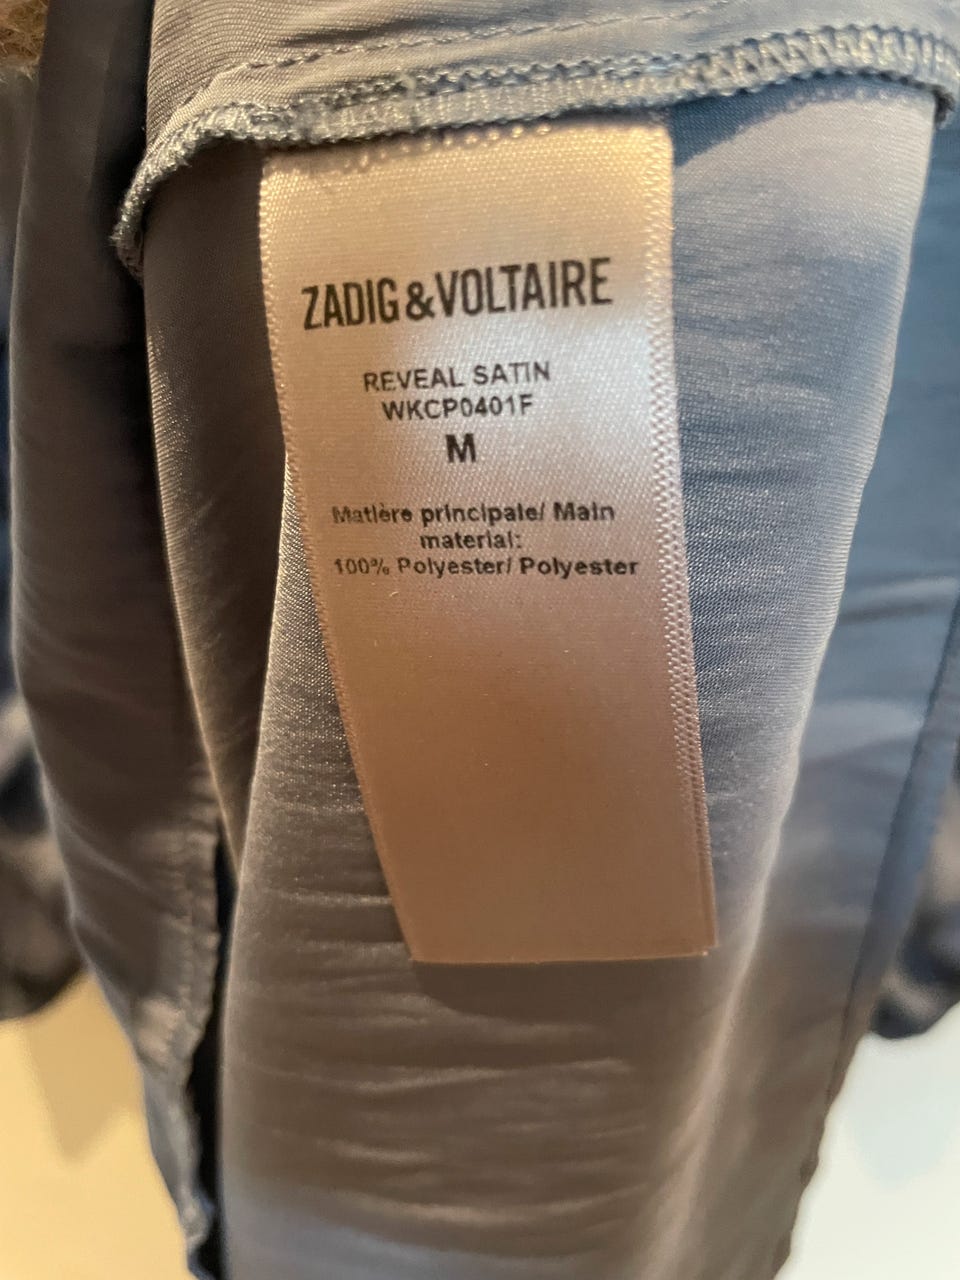 ZADIG&VOLTAIRE
REVEAL SATIN
WKCP0401F
M
Matière principale/ Main
material:
100% Polyester/ Polyester